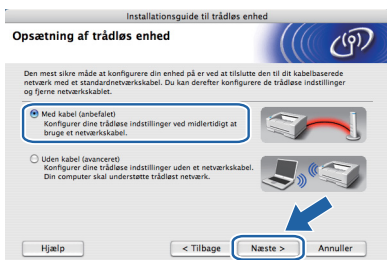 Installationsguide til trådløs enhed
Opsætning af trådløs enhed
Den mest sikre måde at konfigurere din enhed på er ved at tilslutte den til dit kabelbaserede
netværk med et standardnetværkskabel. Du kan derefter konfigurere de trådløse indstillinger
og fjerne netværkskablet.
Med kabel (anbefalet)
Konfigurer dine trådløse indstillinger ved midlertidigt at
bruge et netværkskabel.
Uden kabel (avanceret)
Konfigurer dine trådløse indstillinger uden et netværkskabel.
Din computer skal understøtte trådløst netværk.
Hjælp
< Tilbage
Næste >
Annuller